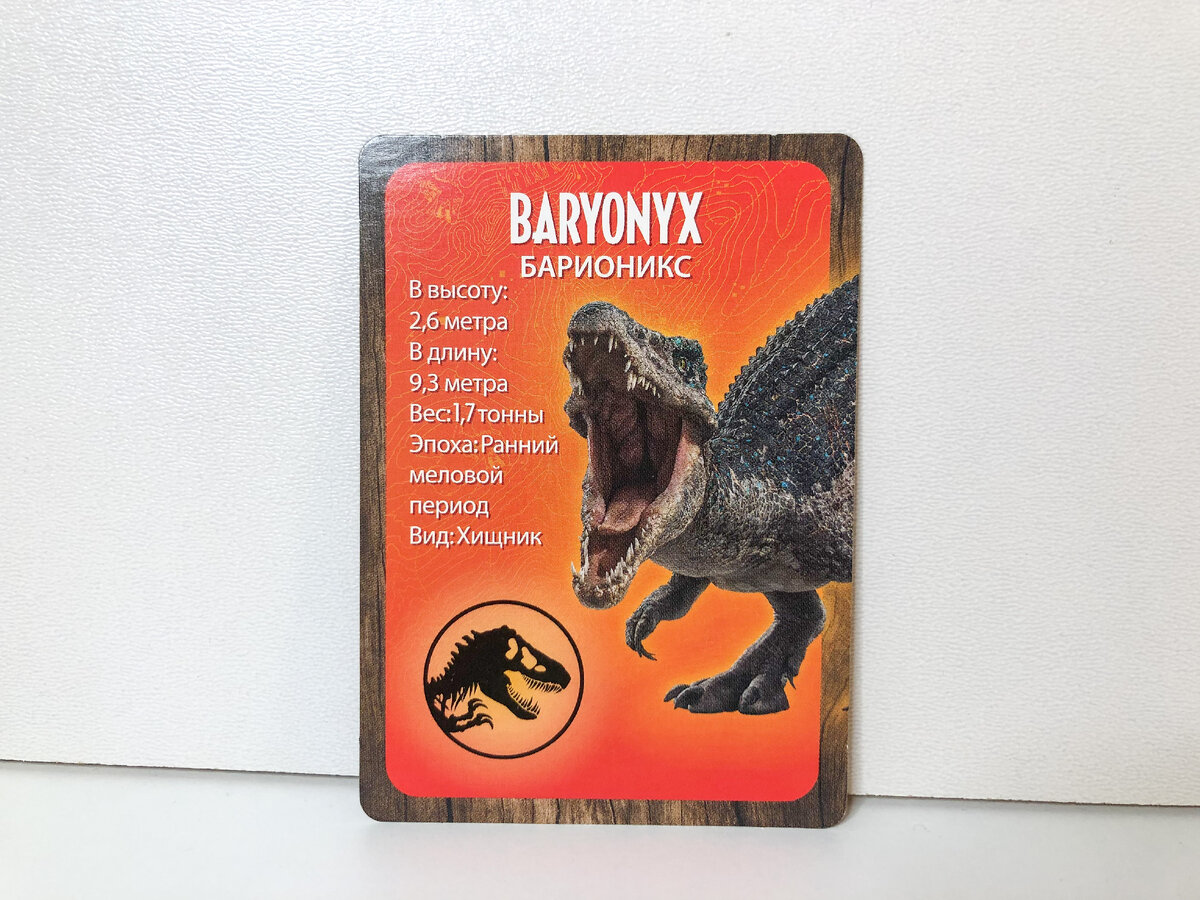 BARYONYX
БАРИОНИКС
В высоту:
2,6 метра
В длину:
9,3 метра
Вес:1,7 тонны
Эпоха: Ранний
меловой
период
Вид: Хищник